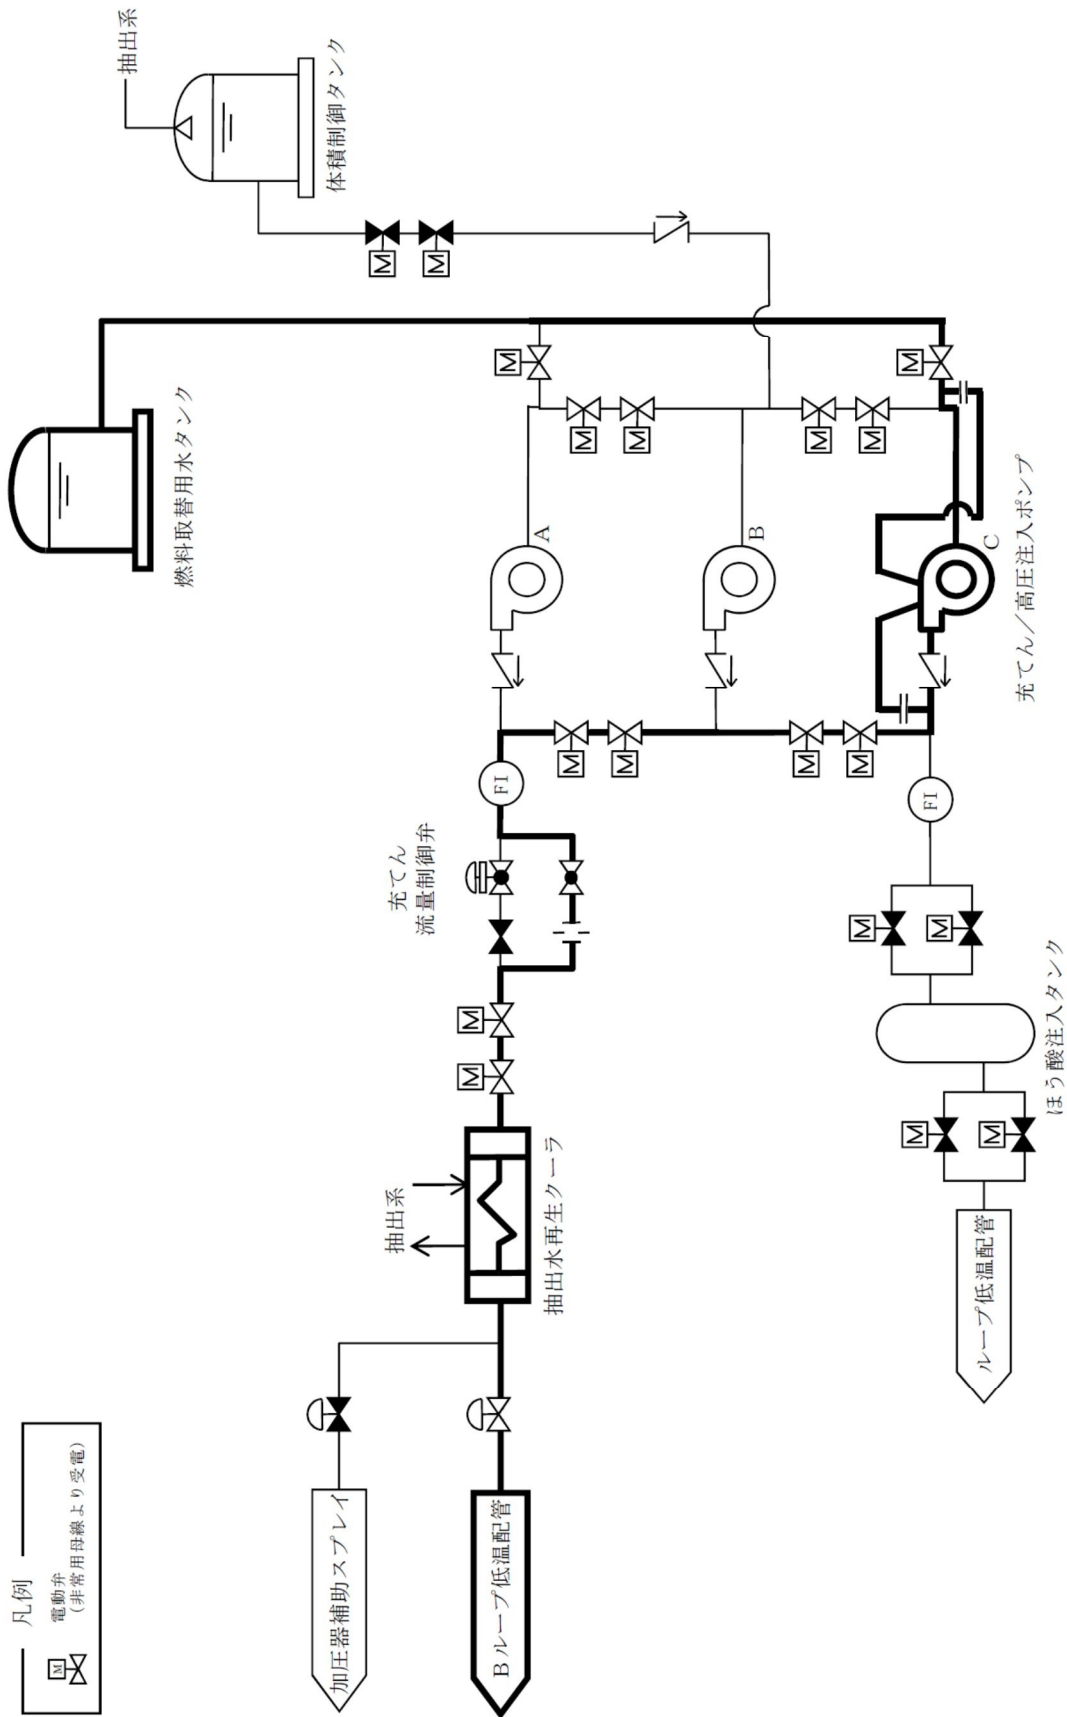 凡例
M
電動弁
（非常用母線より受電）
抽出系
体積制御タンク
M
M
燃料取替用水タンク
M
M
M
M
M
M
M
A
B
C
充てん／高圧注入ポンプ
M
M
M
M
FI
FI
充てん
流量制御弁
M
M
抽出系
抽出水再生クーラ
加圧器補助スプレイ
Bループ低温配管
M
M
ほう酸注入タンク
M
M
ループ低温配管